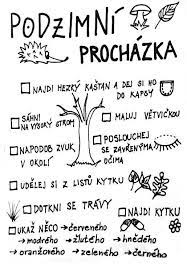 PODZIMNÍ
PROCHÁZKA
NAJDI HEZKÝ KAŠTAN A DEJ SI HO
DO KAPSY
SÁHNI
NA VYSOKÝ STROM
MALUJ VĚTVIČKOU
NAPODOB ZVUK
V OKOLÍ
POSLOUCHEJ
SE ZAVŘENÝMA
OČIMA
UDĚLEJ SI Z LISTŮ KYTKU
DOTKNI SE TRÁVY
NAJDI KYTKU
UKAŽ NĚCO → ČERVENÉHO
→ modrého → žlutého → hnědého
→ oranžového → zeleného → černého